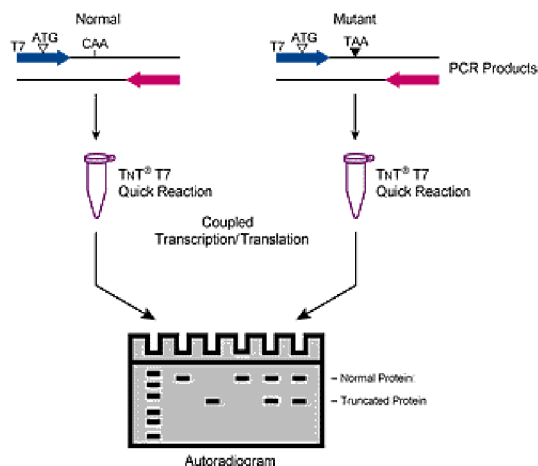 Normal
Mutant
T7 ATG CAA
T7 ATG TAA
PCR Products
TNT® T7
Quick Reaction
TNT® T7
Quick Reaction
Coupled
Transcription/Translation
– Normal Protein
– Truncated Protein
Autoradiogram